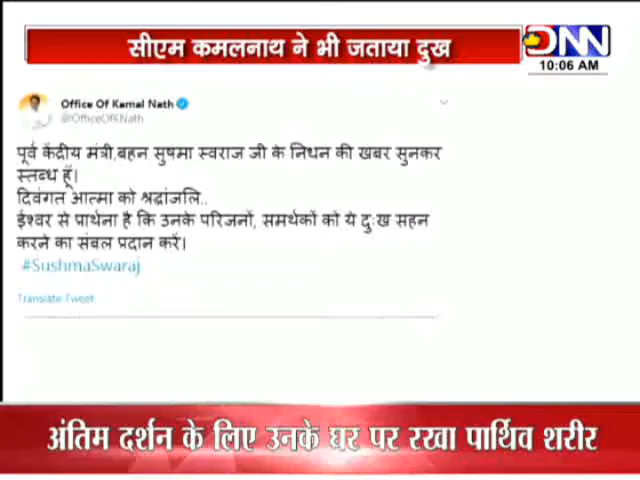 सीएम कमलनाथ ने भी जताया दुख
DNN
10:06 AM
Office Of Kamal Nath
@OfficeOfKNath
पूर्व केंद्रीय मंत्री,बहन सुषमा स्वराज जी के निधन की खबर सुनकर
स्तब्ध हूँ।
दिवंगत आत्मा को श्रद्धांजलि..
ईश्वर से प्रार्थना है कि उनके परिजनों, समर्थकों को ये दुःख सहन
करने का संबल प्रदान करें।
#SushmaSwaraj
Translate Tweet
अंतिम दर्शन के लिए उनके घर पर रखा पार्थिव शरीर